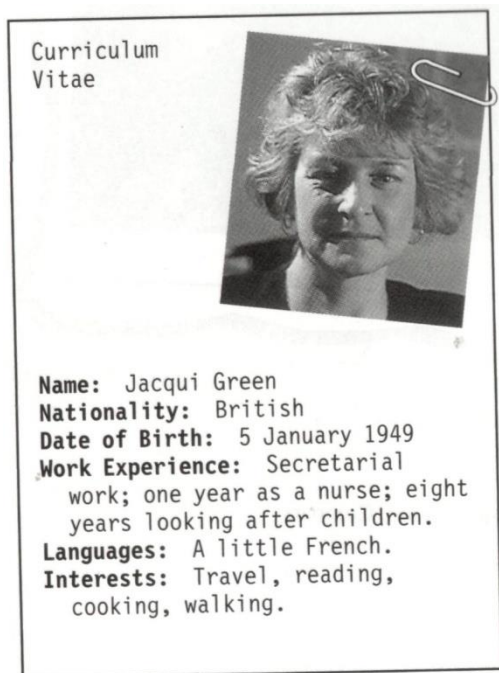 Curriculum
Vitae
Name: Jacqui Green
Nationality: British
Date of Birth: 5 January 1949
Work Experience: Secretarial
work; one year as a nurse; eight
years looking after children.
Languages: A little French.
Interests: Travel, reading,
cooking, walking.